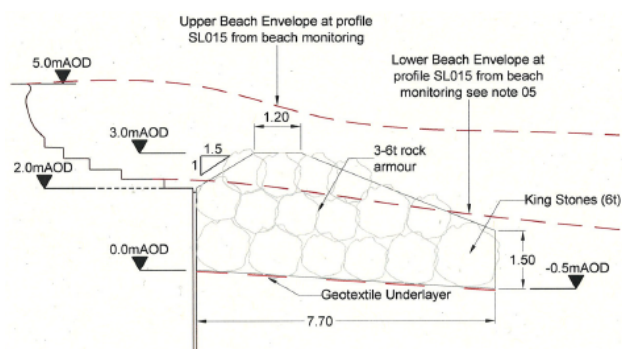 Upper Beach Envelope at profile
SL015 from beach monitoring
5.0mAOD
Lower Beach Envelope at
profile SL015 from beach
monitoring see note 05
1.20
3.0mAOD
1.5
1
3-6t rock
armour
2.0mAOD
King Stones (6t)
0.0mAOD
1.50
-0.5mAOD
Geotextile Underlayer
7.70